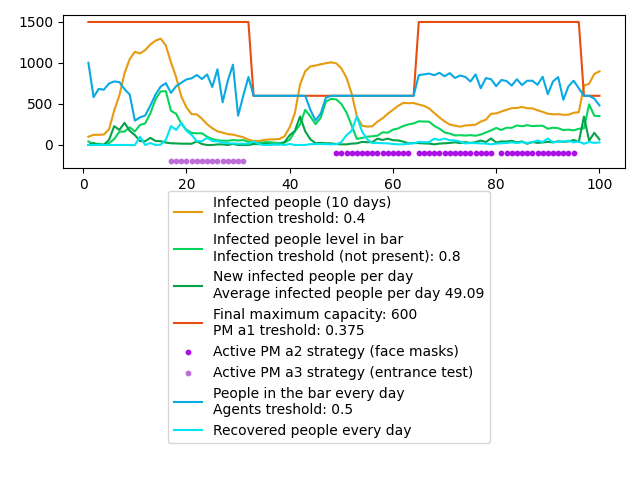 1500
1000
500
0
0
20
40
60
80
100
Infected people (10 days)
Infection treshold: 0.4
Infected people level in bar
Infection treshold (not present): 0.8
New infected people per day
Average infected people per day 49.09
Final maximum capacity: 600
PM a1 treshold: 0.375
Active PM a2 strategy (face masks)
Active PM a3 strategy (entrance test)
People in the bar every day
Agents treshold: 0.5
Recovered people every day